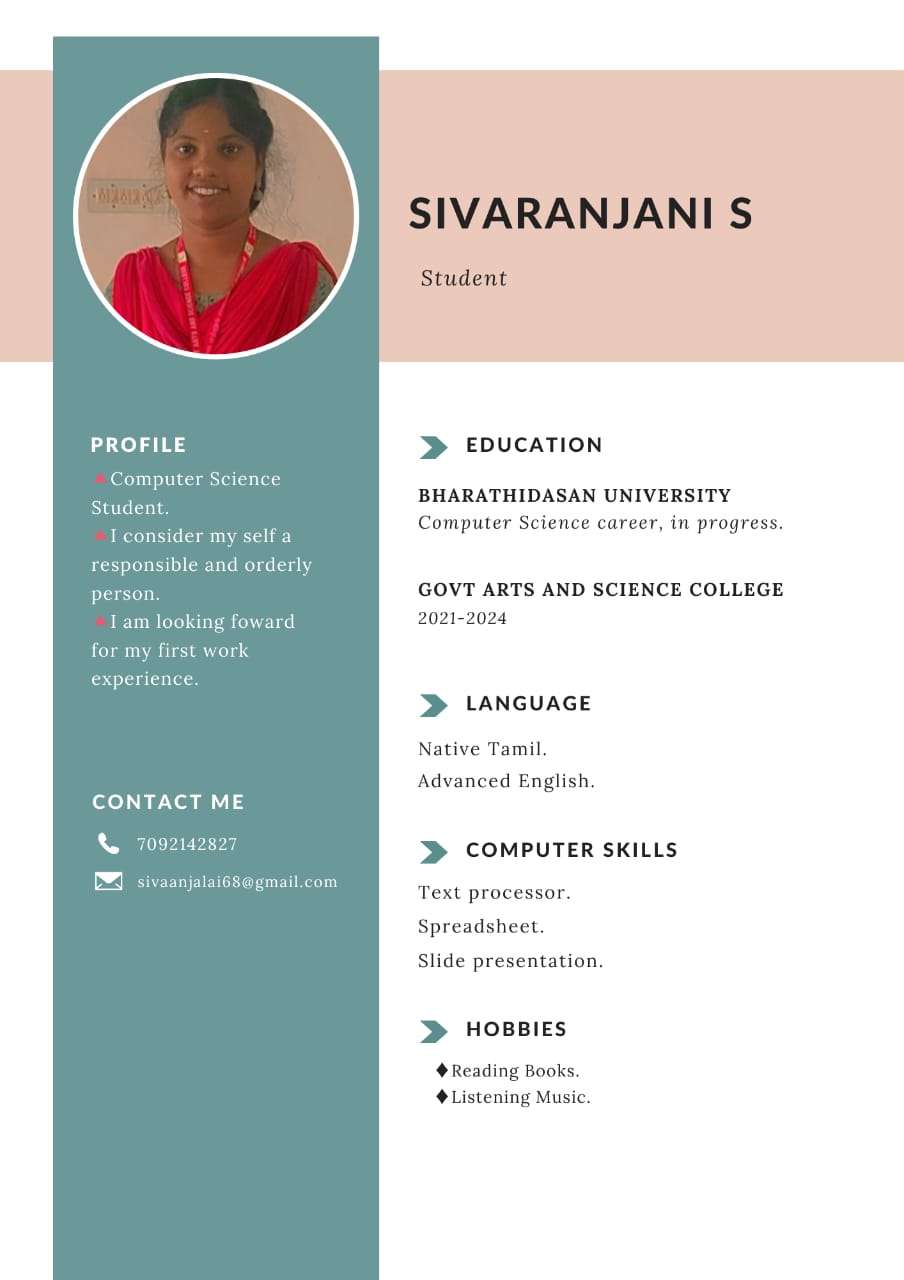 SIVARANJANI S
Student
PROFILE
Computer Science
Student.
I consider my self a
responsible and orderly
person.
I am looking foward
for my first work
experience.
CONTACT ME
7092142827
sivaanjalai68@gmail.com
EDUCATION
BHARATHIDASAN UNIVERSITY
Computer Science career, in progress.
GOVT ARTS AND SCIENCE COLLEGE
2021-2024
LANGUAGE
Native Tamil.
Advanced English.
COMPUTER SKILLS
Text processor.
Spreadsheet.
Slide presentation.
HOBBIES
♦Reading Books.
♦Listening Music.